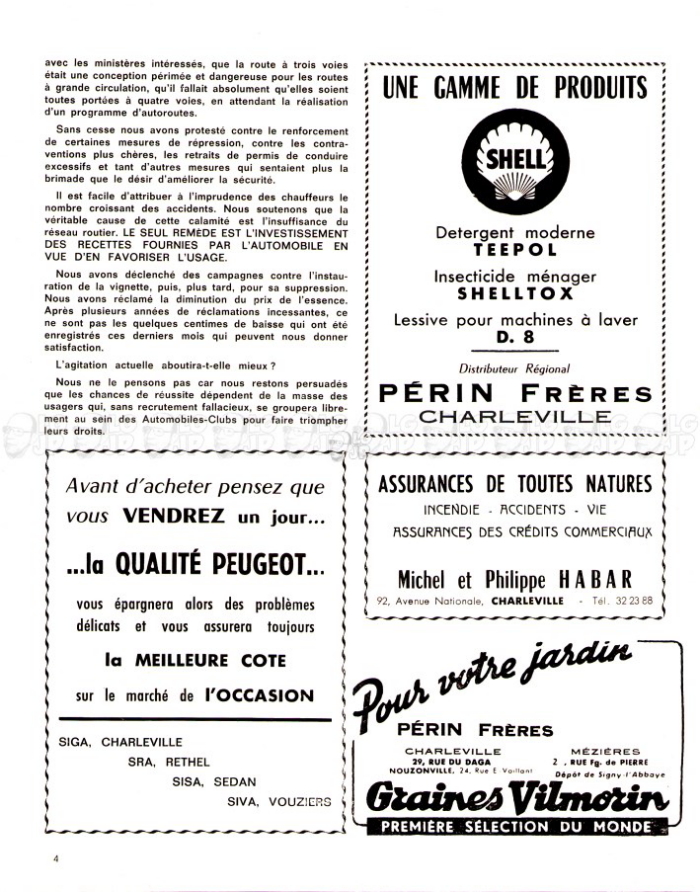 avec les ministères intéressés, que la route à trois voies
était une conception périmée et dangereuse pour les routes
à grande circulation, qu'il fallait absolument qu'elles soient
toutes portées à quatre voies, en attendant la réalisation
d'un programme d'autoroutes.
Sans cesse nous avons protesté contre le renforcement
de certaines mesures de répression, contre les contra-
ventions plus chères, les retraits de permis de conduire
excessifs et tant d'autres mesures qui sentaient plus la
brimade que le désir d'améliorer la sécurité.
Il est facile d'attribuer à l'imprudence des chauffeurs le
nombre croissant des accidents. Nous soutenons que la
véritable cause de cette calamité est l'insuffisance du
réseau routier. LE SEUL REMÈDE EST L'INVESTISSEMENT
DES RECETTES FOURNIES PAR L'AUTOMOBILE EN
VUE D'EN FAVORISER L'USAGE.
Nous avons déclenché des campagnes contre l'instau-
ration de la vignette, puis, plus tard, pour sa suppression.
Nous avons réclamé la diminution du prix de l'essence.
Après plusieurs années de réclamations incessantes, ce
ne sont pas les quelques centimes de baisse qui ont été
enregistrés ces derniers mois qui peuvent nous donner
satisfaction.
L'agitation actuelle aboutira-t-elle mieux ?
Nous ne le pensons pas car nous restons persuadés
que les chances de réussite dépendent de la masse des
usagers qui, sans recrutement fallacieux, se groupera libre-
ment au sein des Automobiles-Clubs pour faire triompher
leurs droits.
UNE GAMME DE PRODUITS
SHELL
Detergent moderne
TEEPOL
Insecticide ménager
SHELLTOX
Lessive pour machines à laver
D. 8
Distributeur Régional
PÉRIN FRÈRES
CHARLEVILLE
Avant d'acheter pensez que
vous VENDREZ un jour...
...la QUALITÉ PEUGEOT...
vous épargnera alors des problèmes
délicats et vous assurera toujours
la MEILLEURE COTE
sur le marché de l'OCCASION
SIGA, CHARLEVILLE
SRA, RETHEL
SISA, SEDAN
SIVA, VOUZIERS
ASSURANCES DE TOUTES NATURES
INCENDIE - ACCIDENTS - VIE
ASSURANCES DES CRÉDITS COMMERCIAUX
Michel et Philippe HABAR
92, Avenue Nationale, CHARLEVILLE - Tél. 32 23 88
Pour votre jardin
PÉRIN FRÈRES
CHARLEVILLE
29, RUE DU DAGA
NOUZONVILLE, 24, Rue E. Vaillant
MÉZIÈRES
2, RUE Fg. de PIERRE
Dépôt de Signy-l'Abbaye
Graines Vilmorin
PREMIÈRE SÉLECTION DU MONDE
4